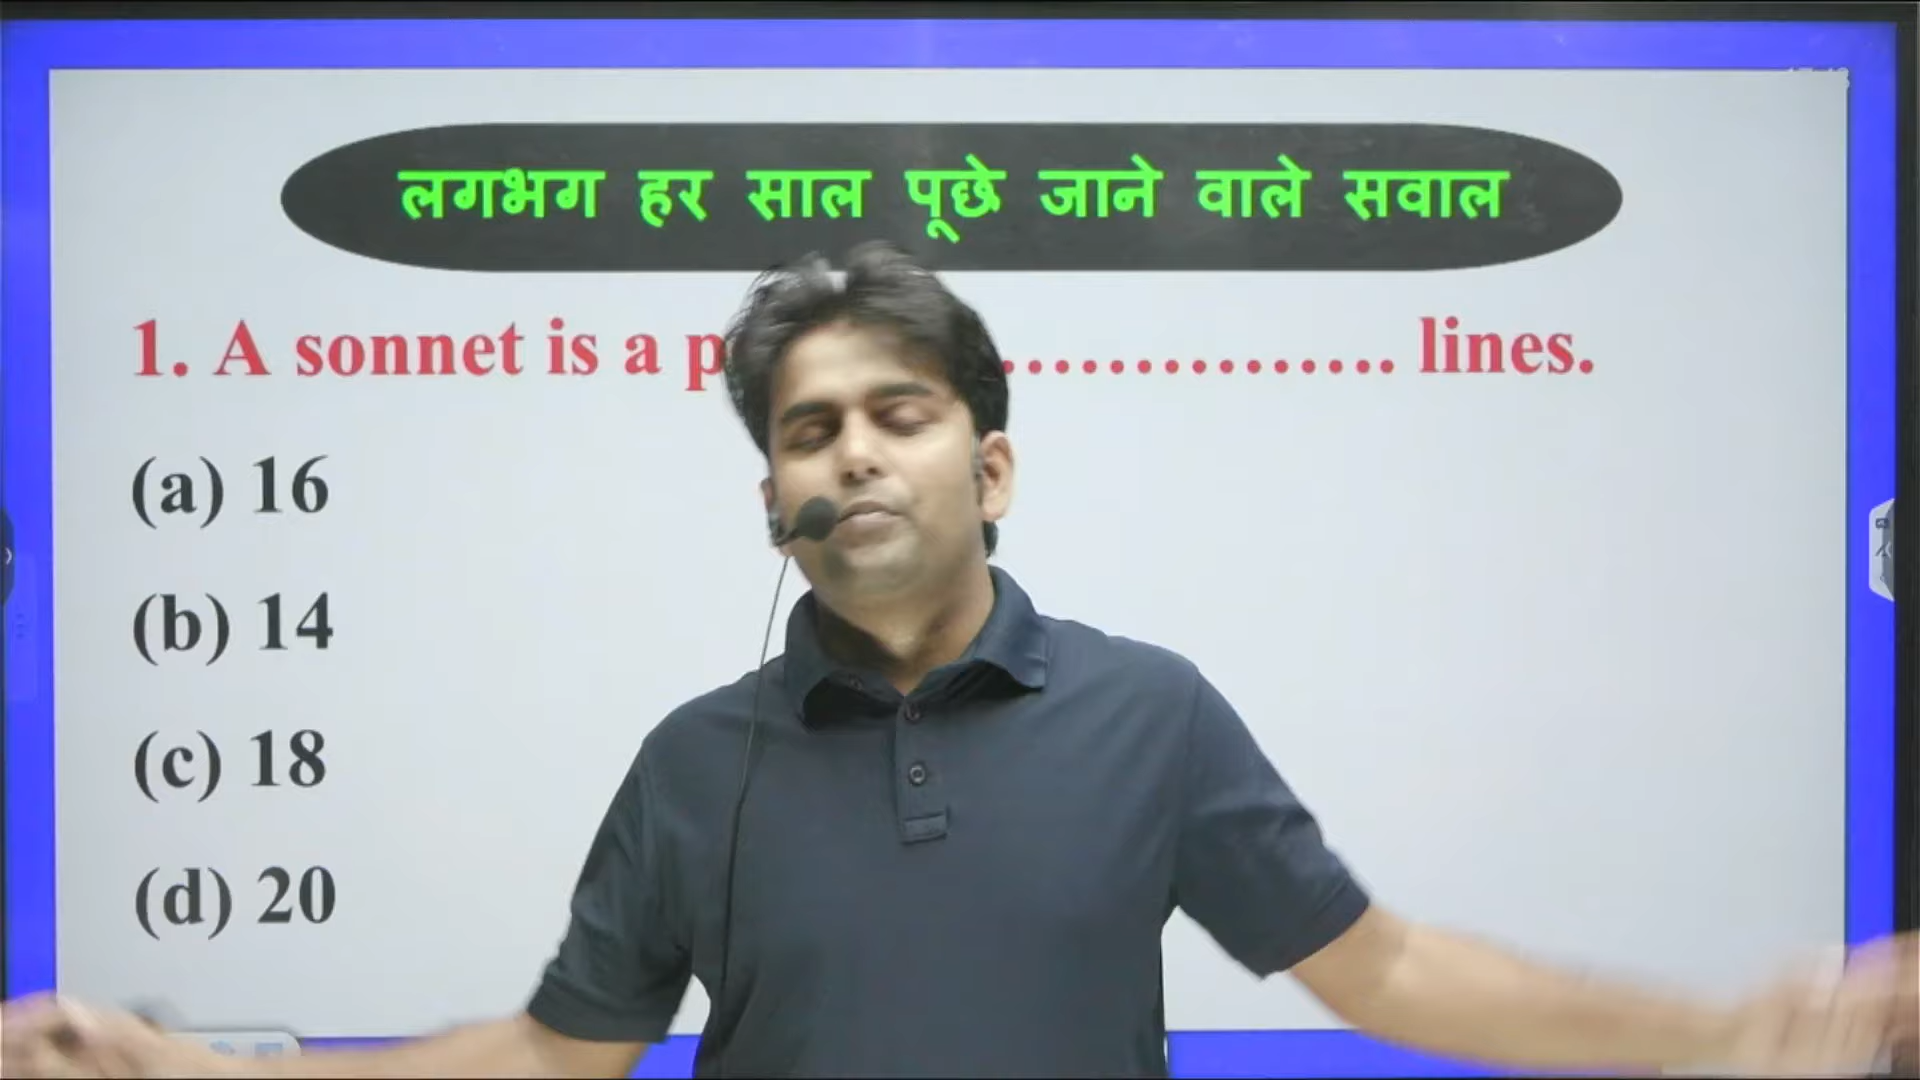 लगभग हर साल पूछे जाने वाले सवाल
1. A sonnet is a ................ lines.
(a) 16
(b) 14
(c) 18
(d) 20